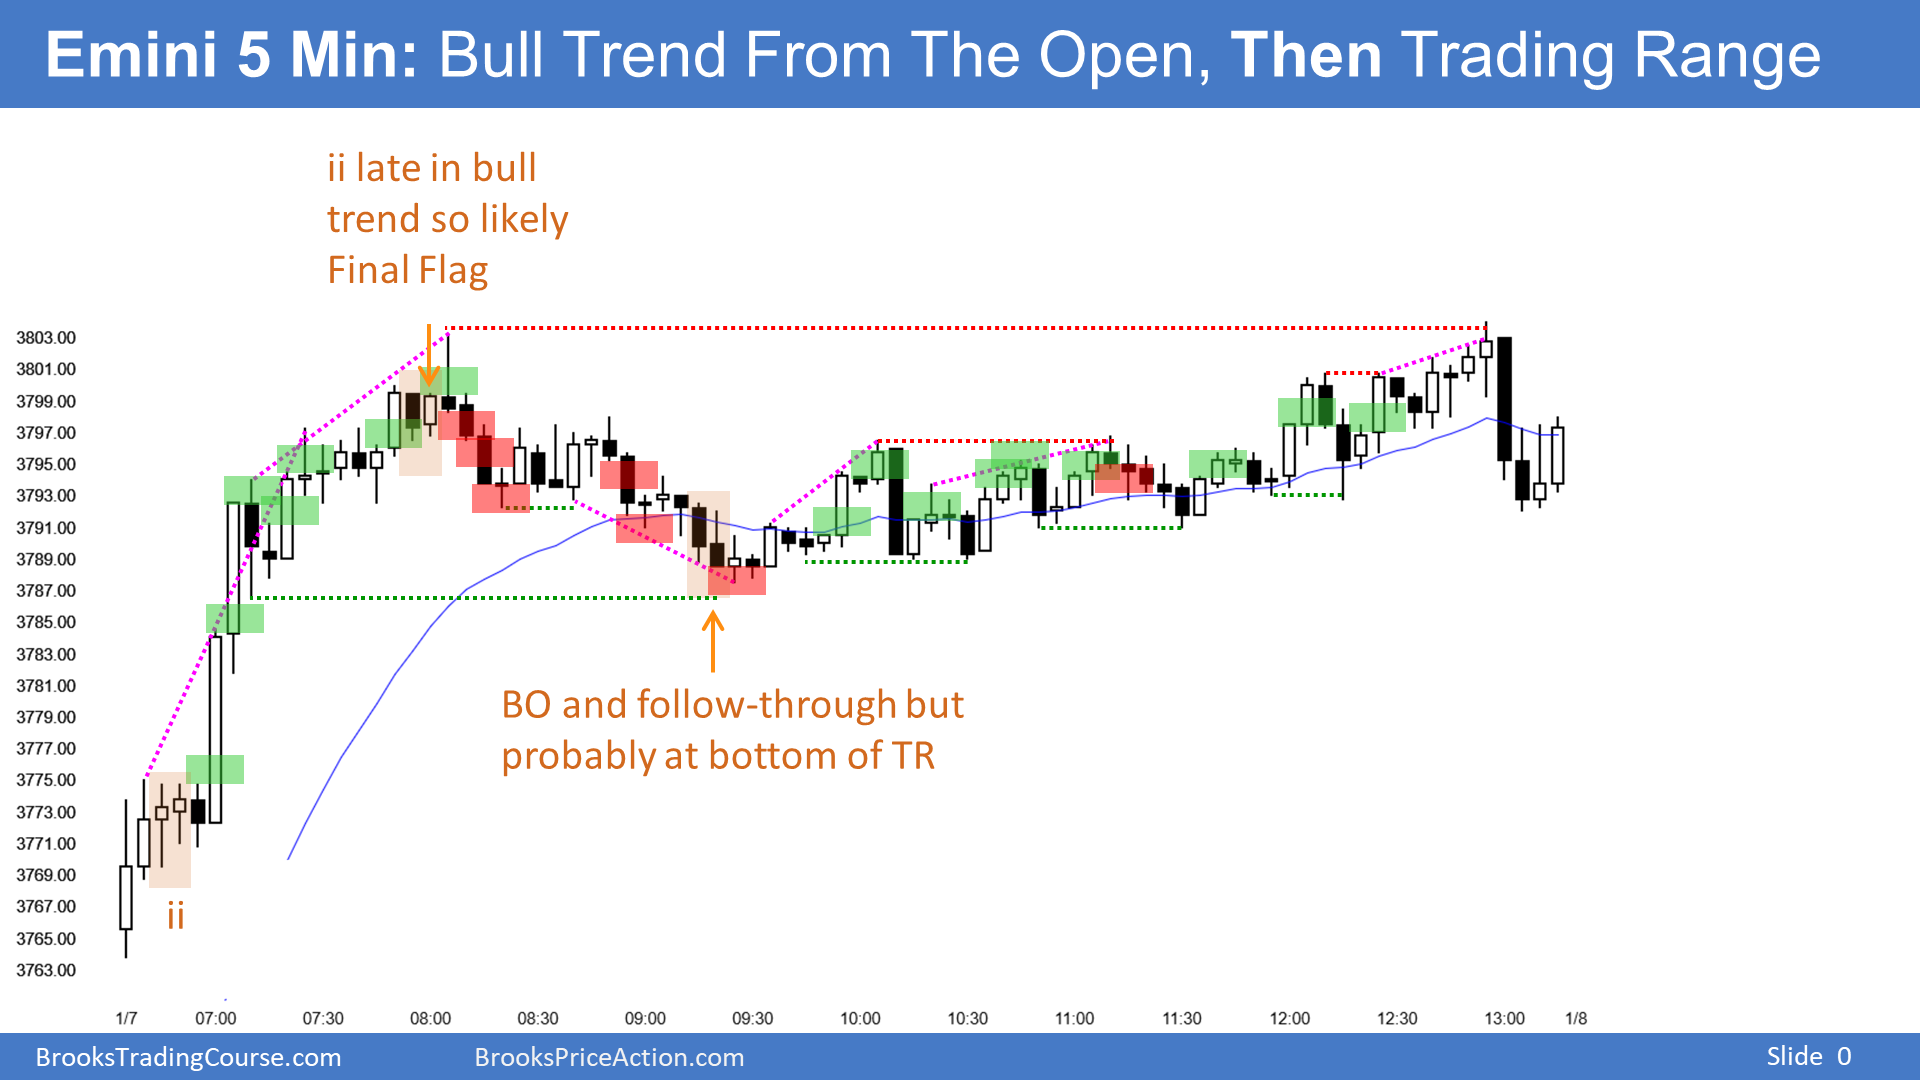 Emini 5 Min: Bull Trend From The Open, Then Trading Range
ii late in bull
trend so likely
Final Flag
3803.00
3801.00
3799.00
3797.00
3795.00
3793.00
3791.00
3789.00
3787.00
3785.00
3783.00
3781.00
3779.00
3777.00
3775.00
3773.00
3771.00
3769.00
3767.00
3765.00
3763.00
BO and follow-through but
probably at bottom of TR
ii
1/7 07:00 07:30 08:00 08:30 09:00 09:30 10:00 10:30 11:00 11:30 12:00 12:30 13:00 1/8
BrooksTradingCourse.com BrooksPriceAction.com Slide 0